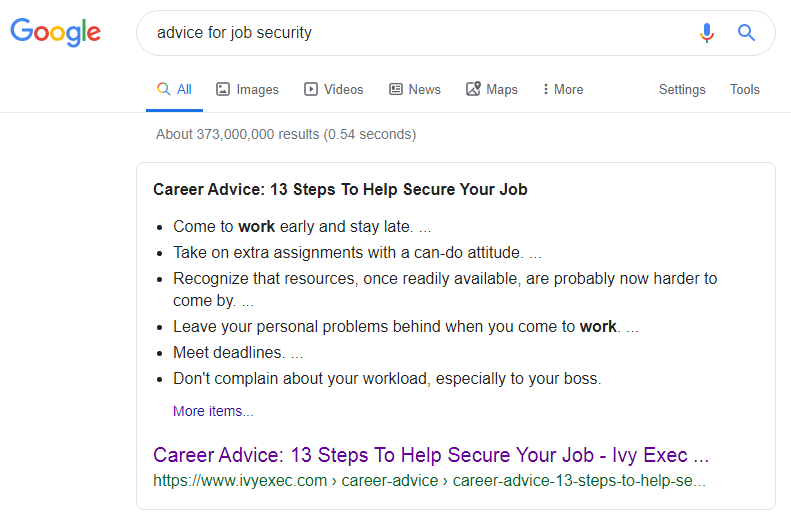 Google
advice for job security
All Images Videos News Maps More Settings Tools
About 373,000,000 results (0.54 seconds)
Career Advice: 13 Steps To Help Secure Your Job
• Come to work early and stay late. ...
• Take on extra assignments with a can-do attitude. ...
• Recognize that resources, once readily available, are probably now harder to
come by. ...
• Leave your personal problems behind when you come to work. ...
• Meet deadlines. ...
• Don't complain about your workload, especially to your boss.
More items...
Career Advice: 13 Steps To Help Secure Your Job - Ivy Exec ...
https://www.ivyexec.com › career-advice › career-advice-13-steps-to-help-se...